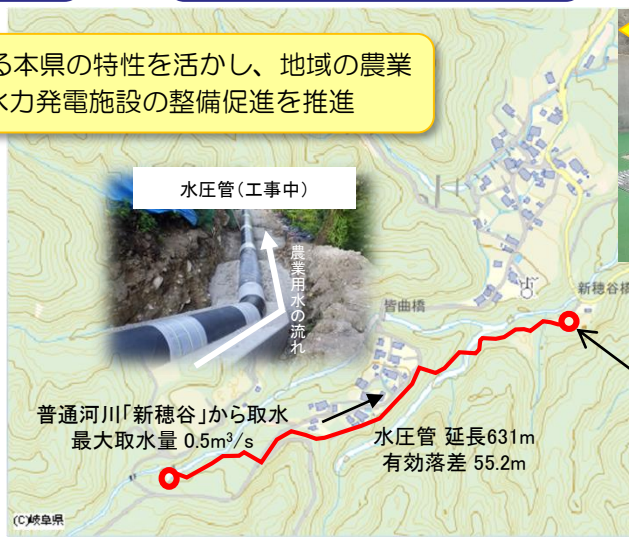 る本県の特性を活かし、地域の農業
水力発電施設の整備促進を推進
水圧管(工事中)
農業用水の流れ
皆曲橋
新穂谷橋
普通河川「新穂谷」から取水
最大取水量 0.5m³/s
水圧管 延長631m
有効落差 55.2m
(C)岐阜県